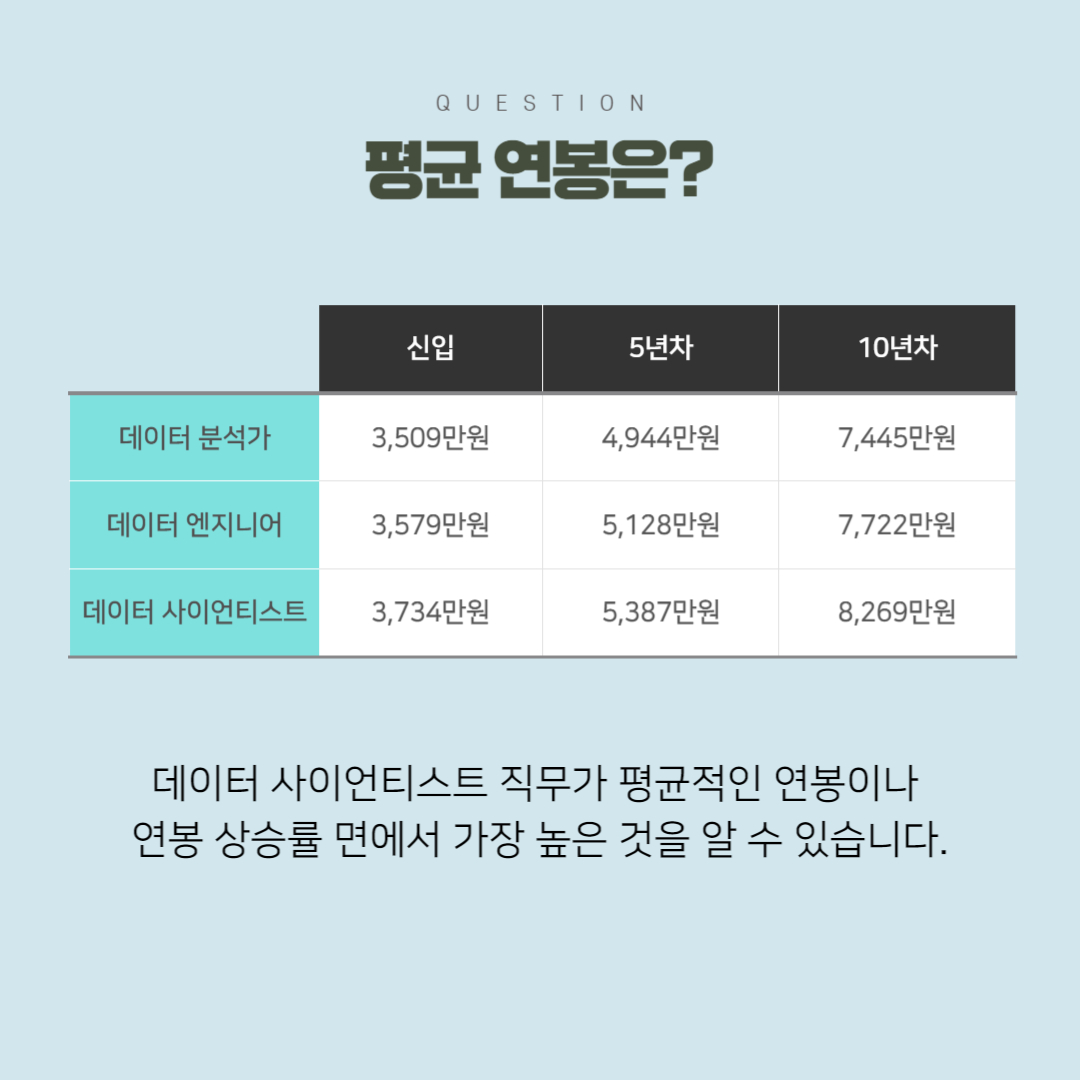 QUESTION
평균 연봉은?
신입 5년차 10년차
데이터 분석가 3,509만원 4,944만원 7,445만원
데이터 엔지니어 3,579만원 5,128만원 7,722만원
데이터 사이언티스트 3,734만원 5,387만원 8,269만원
데이터 사이언티스트 직무가 평균적인 연봉이나
연봉 상승률 면에서 가장 높은 것을 알 수 있습니다.